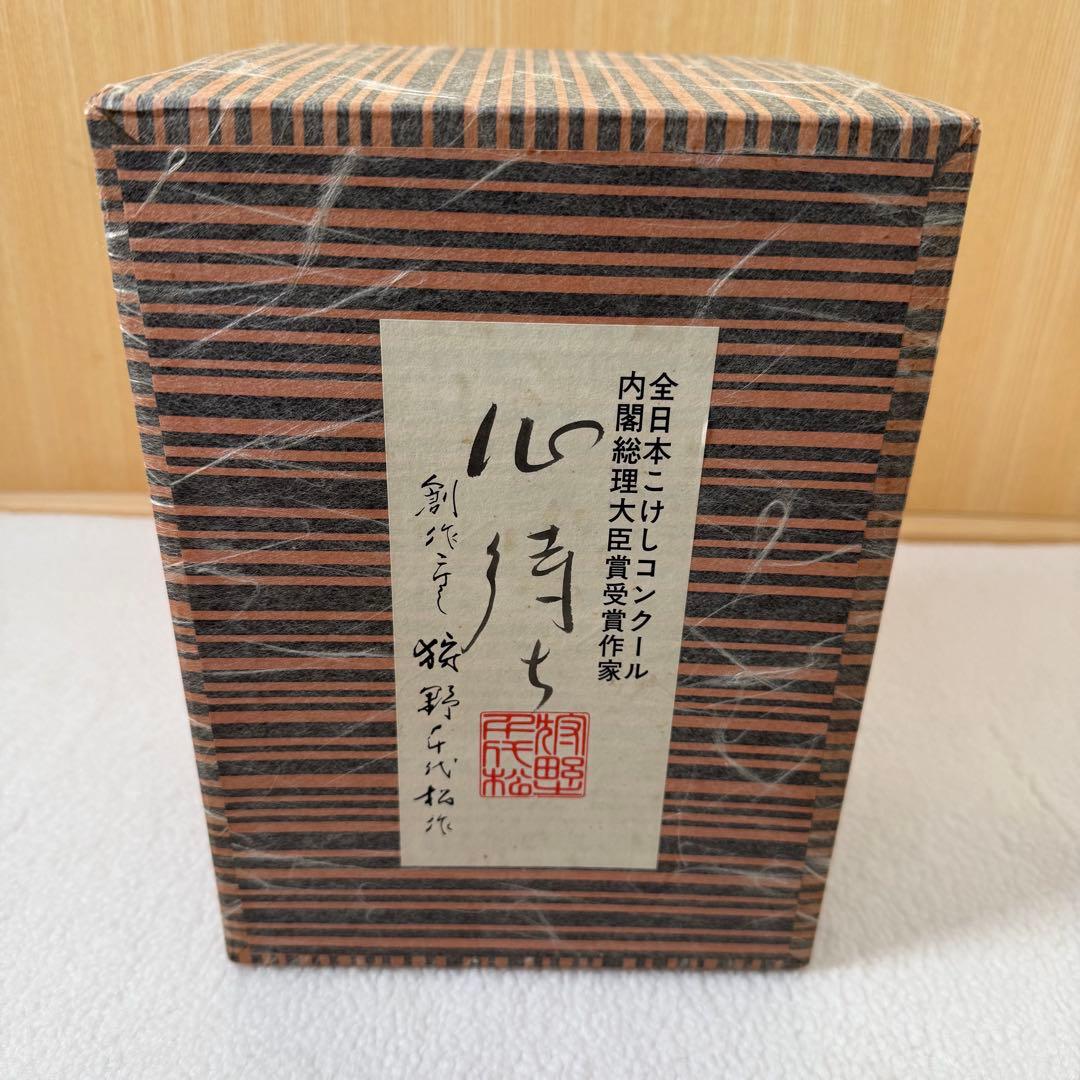 全日本こけしコンクール
内閣総理大臣賞受賞作家
心待ち
創作こけし 狩野千代松作
狩野千代松